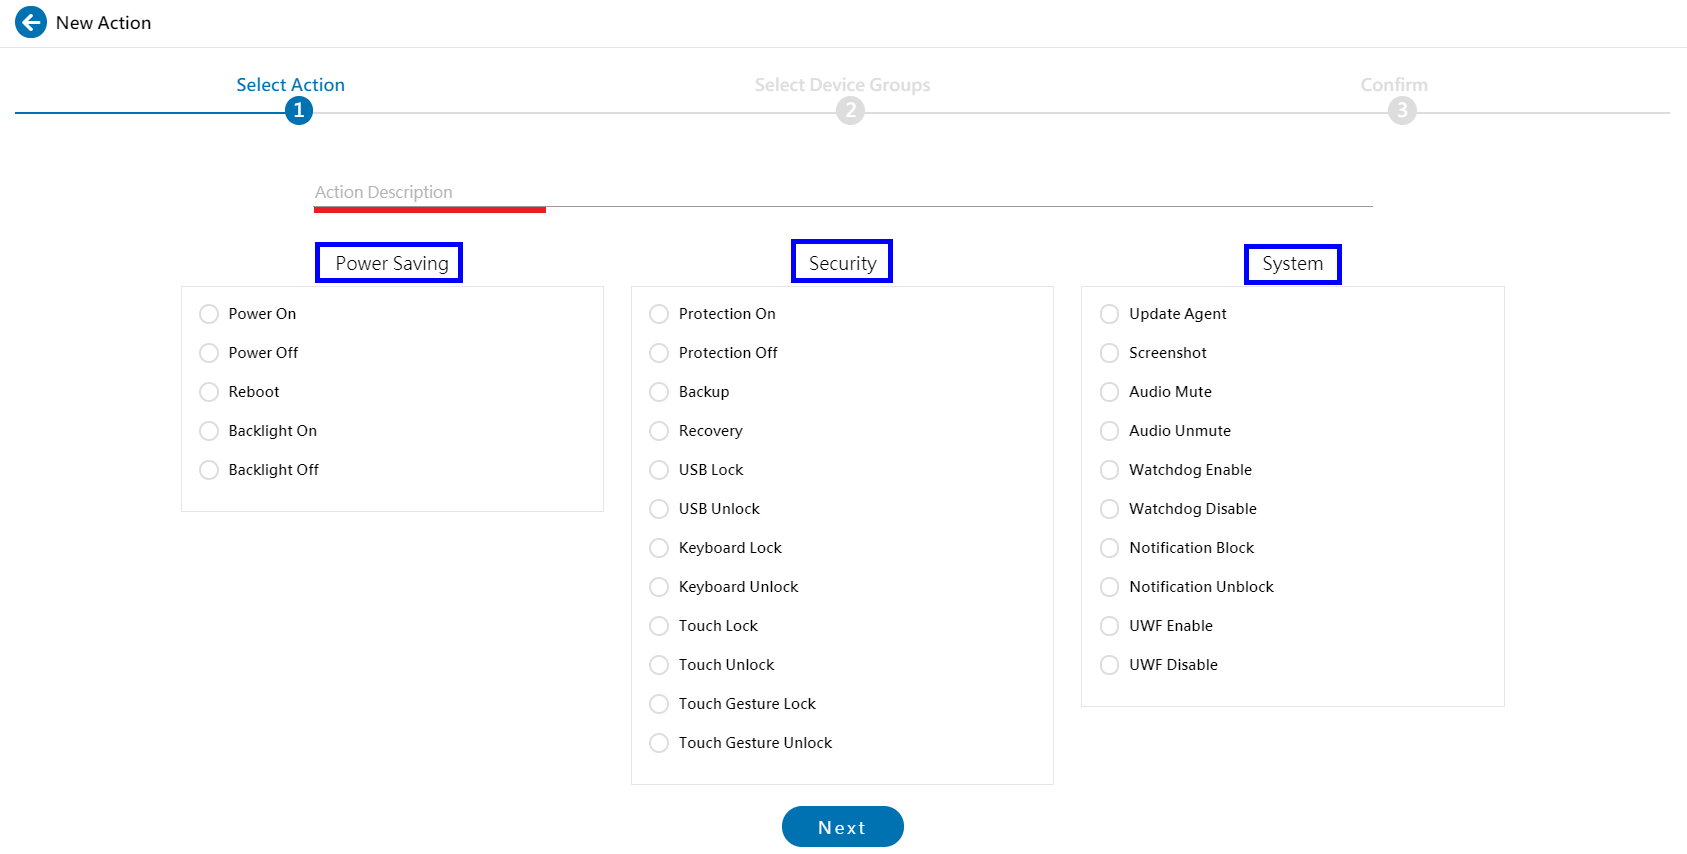 New Action
Select Action
Select Device Groups
Confirm
1
2
3
Action Description
Power Saving
Power On
Power Off
Reboot
Backlight On
Backlight Off
Security
Protection On
Protection Off
Backup
Recovery
USB Lock
USB Unlock
Keyboard Lock
Keyboard Unlock
Touch Lock
Touch Unlock
Touch Gesture Lock
Touch Gesture Unlock
System
Update Agent
Screenshot
Audio Mute
Audio Unmute
Watchdog Enable
Watchdog Disable
Notification Block
Notification Unblock
UWF Enable
UWF Disable
Next